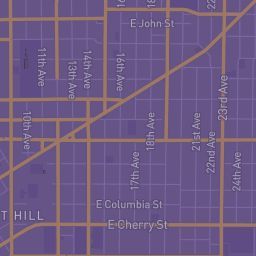 E John St
11th Ave
14th Ave
13th Ave
16th Ave
10th Ave
23rd Ave
18th Ave
21st Ave
22nd Ave
17th Ave
24th Ave
E Columbia St
T HILL
E Cherry St